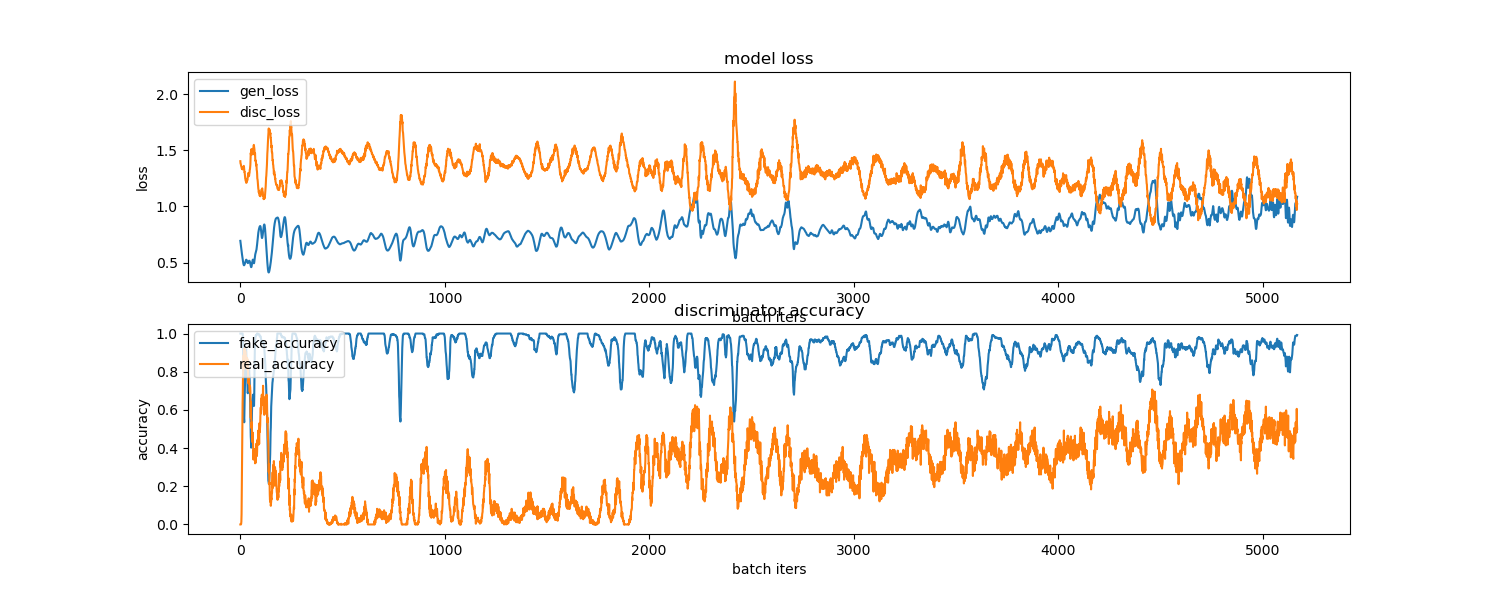 model loss
gen_loss
disc_loss
loss
2.0
1.5
1.0
0.5
0 1000 2000 3000 4000 5000
batch iters
discriminator accuracy
fake_accuracy
real_accuracy
accuracy
1.0
0.8
0.6
0.4
0.2
0.0
0 1000 2000 3000 4000 5000
batch iters